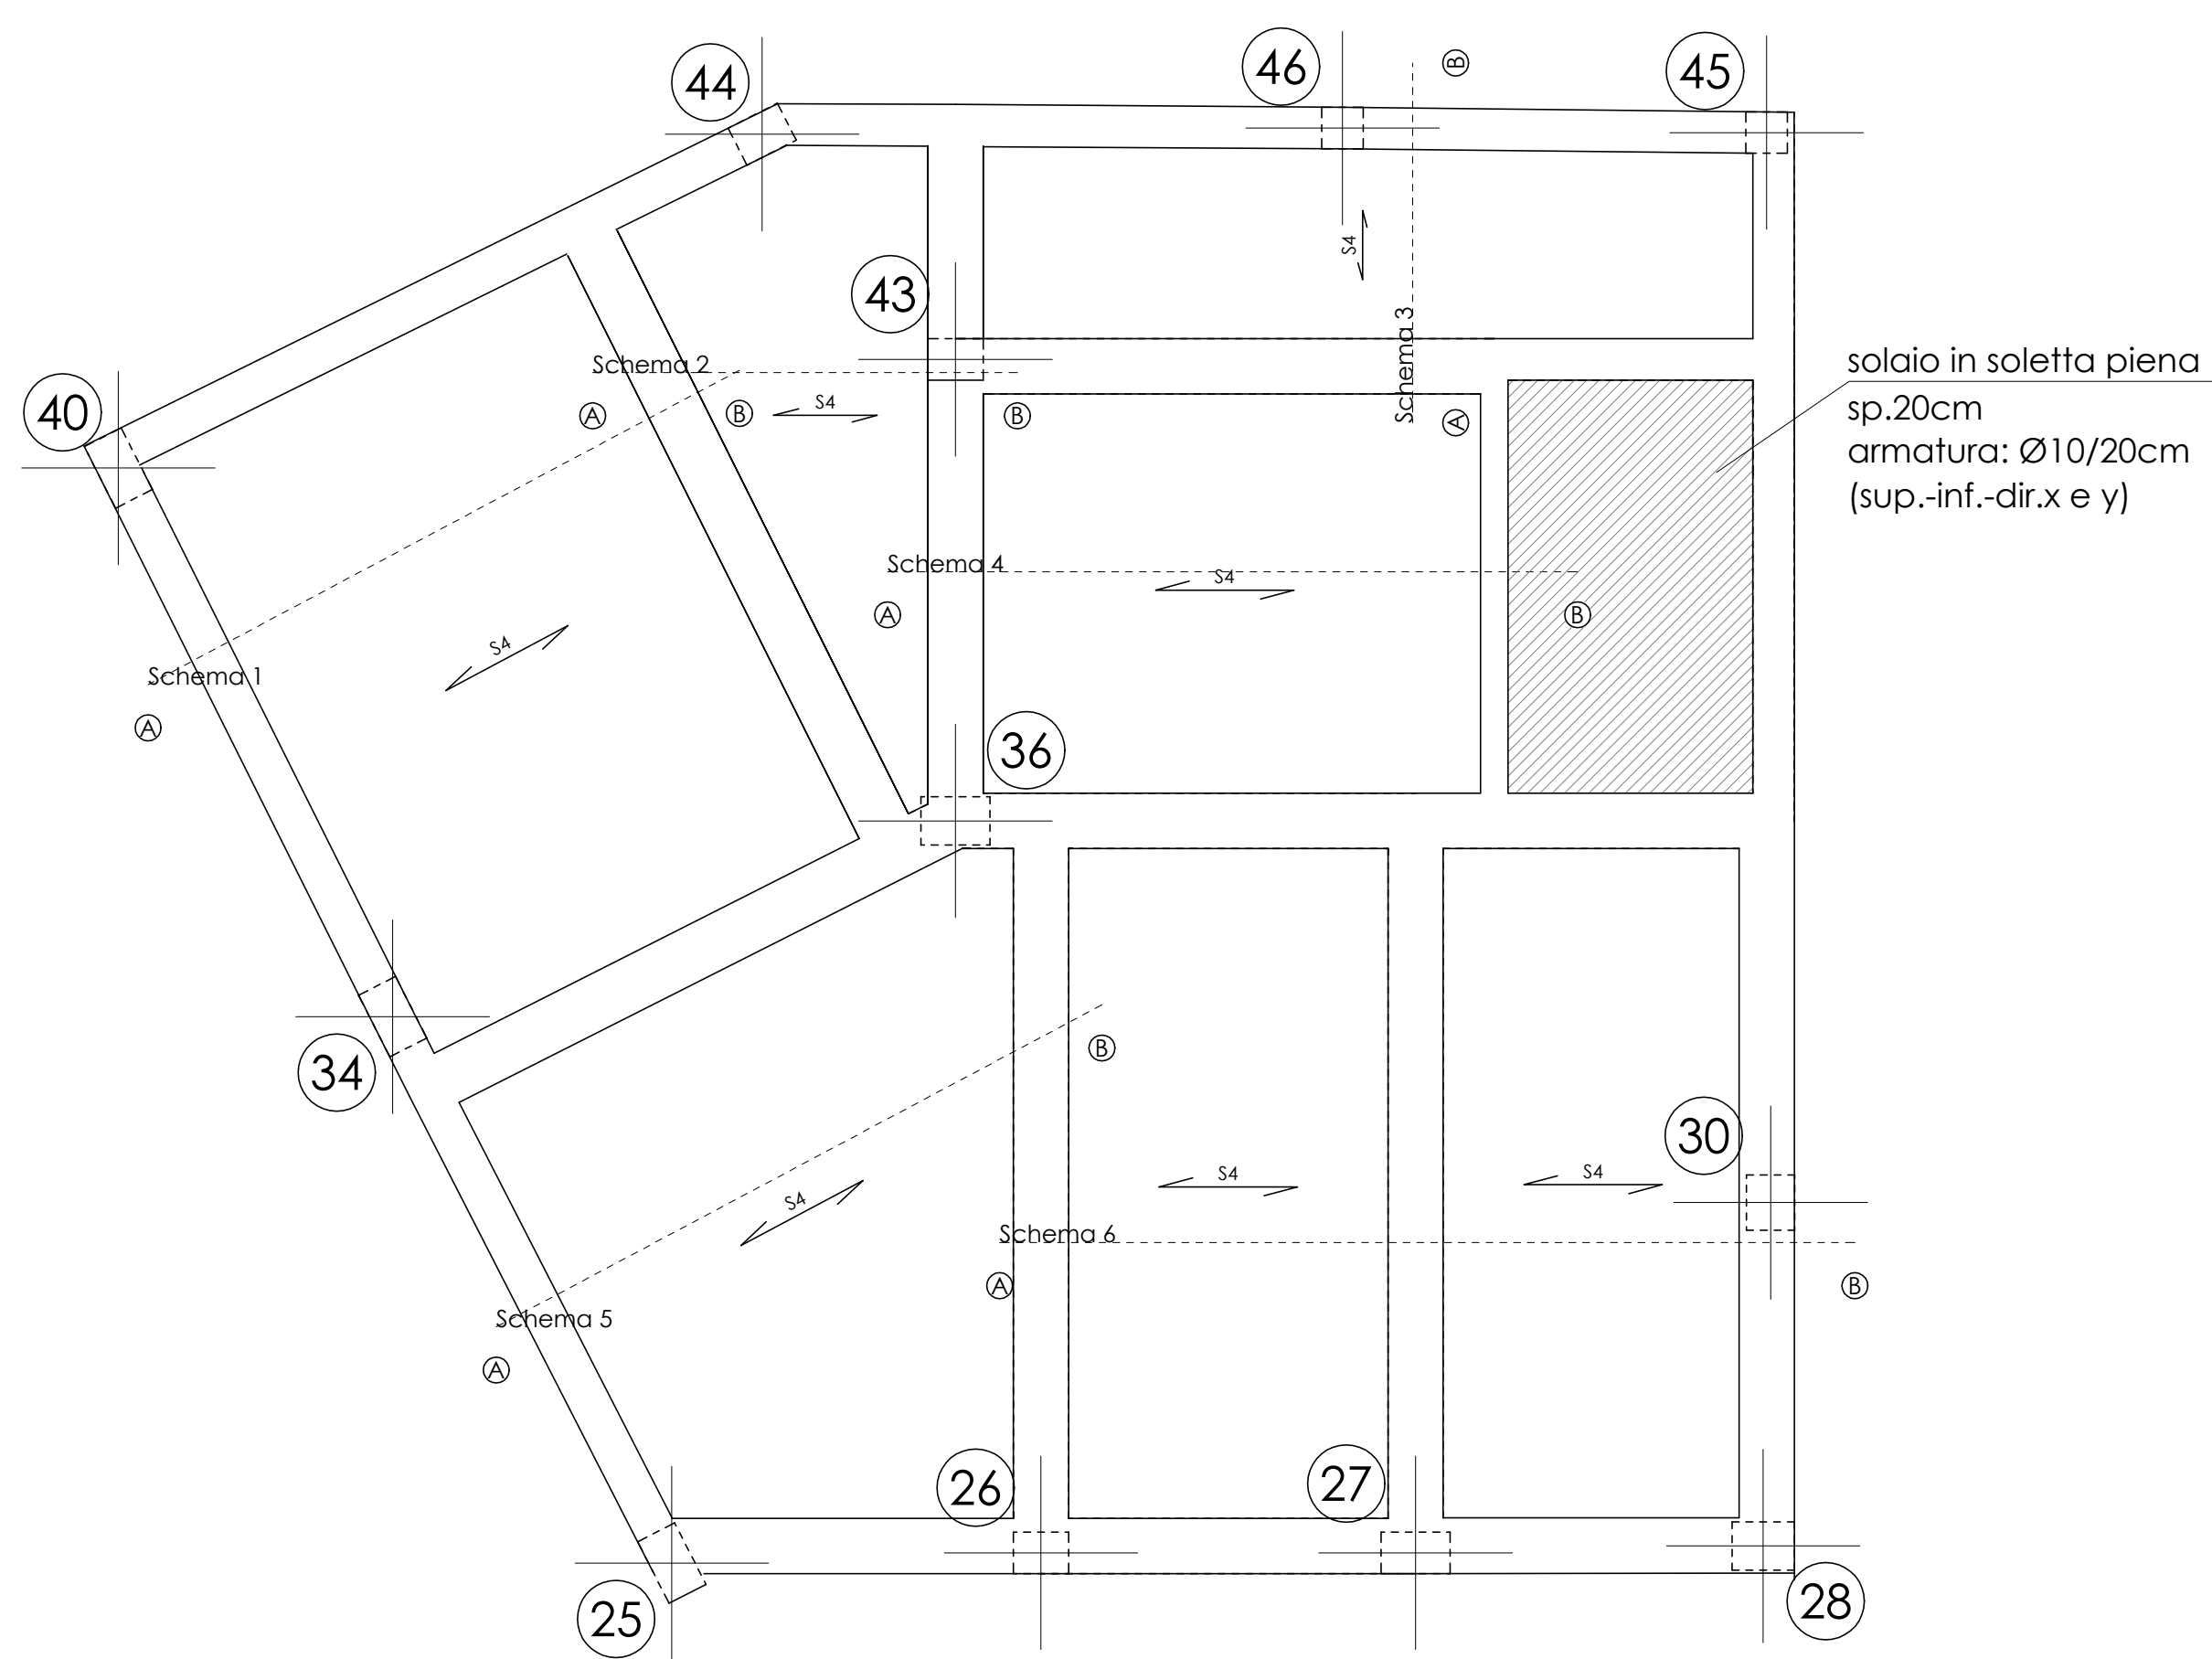 44
46
B
45
S4
43
Schema 3
Schema 2
solaio in soletta piena
sp.20cm
armatura: Ø10/20cm
(sup.-inf.-dir.x e y)
40
A
B
S4
B
A
Schema 4
S4
A
B
S4
Schema 1
A
36
34
B
30
S4
S4
S4
Schema 6
A
B
Schema 5
A
26
27
25
28